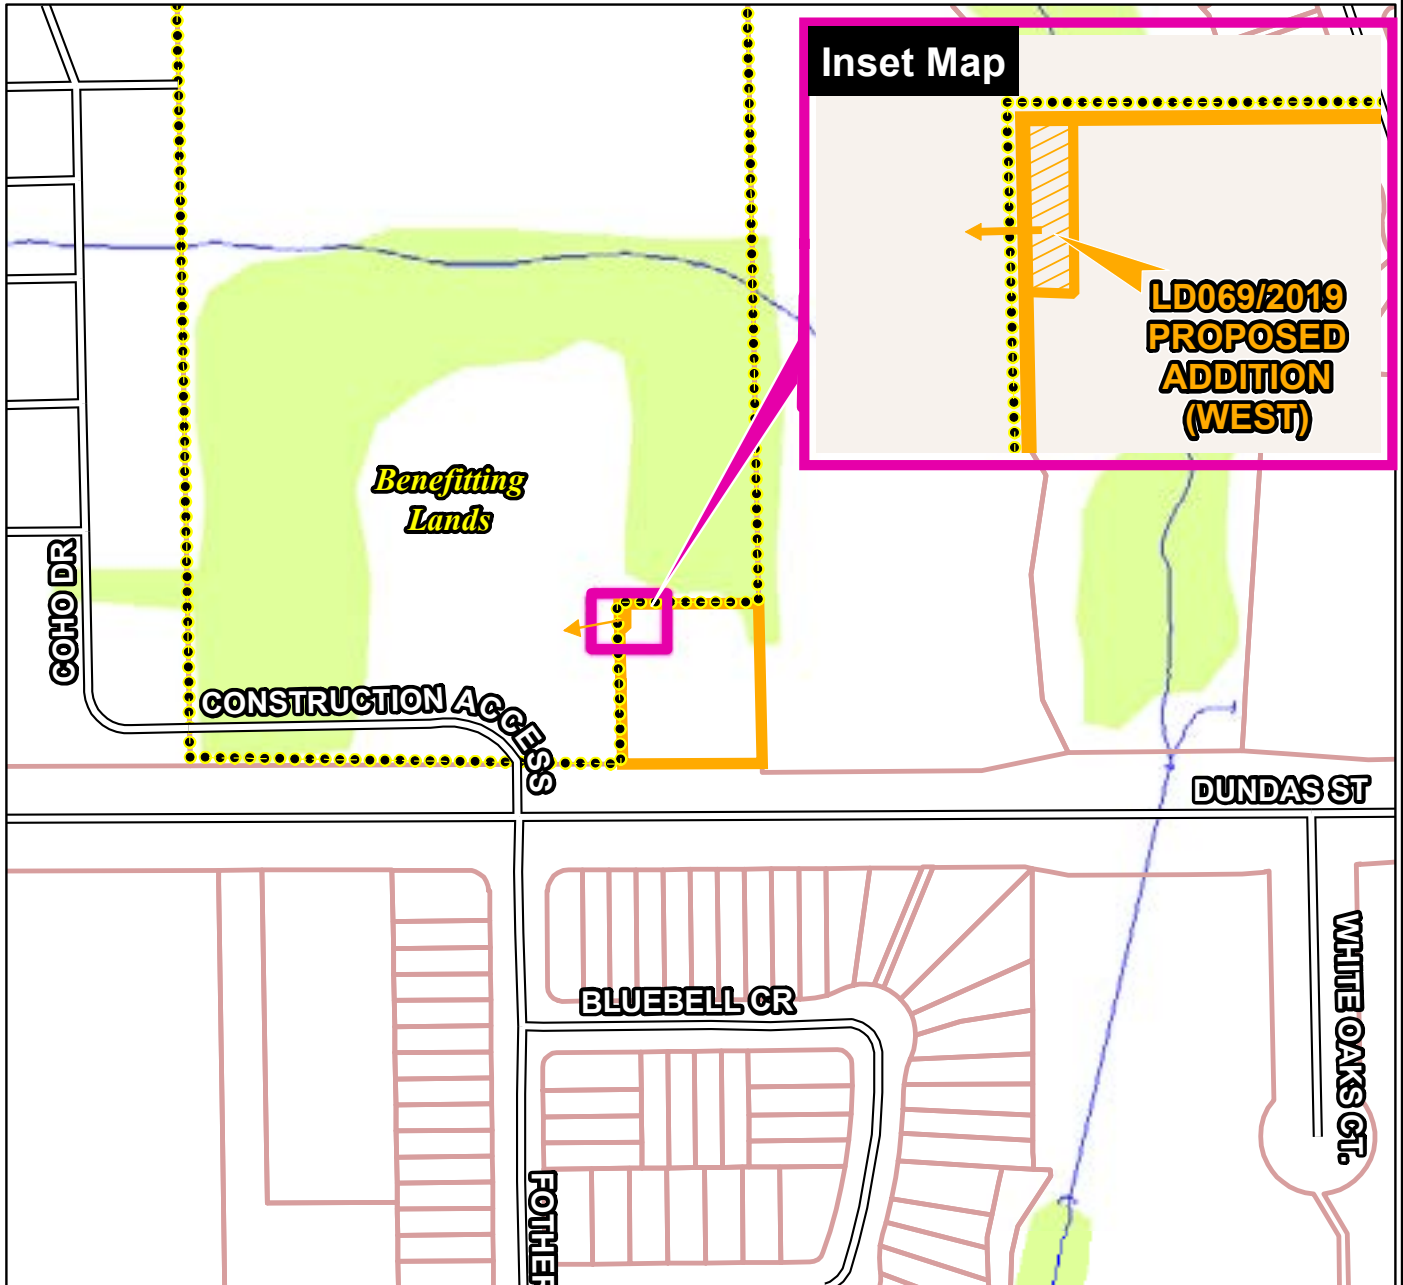 Inset Map
LD069/2019
PROPOSED
ADDITION
(WEST)
Benefitting
Lands
COHO DR
CONSTRUCTION ACCESS
DUNDAS ST
WHITE OAKS CT.
BLUEBELL CR
FOTHER